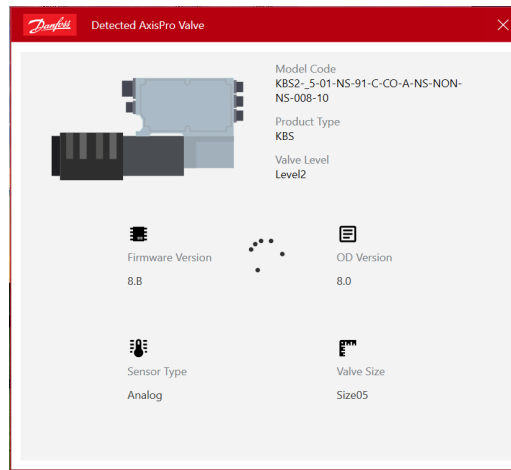 Danfoss
Detected AxisPro Valve
Model Code
KBS2-_5-01-NS-91-C-CO-A-NS-NON-
NS-008-10
Product Type
KBS
Valve Level
Level2
Firmware Version
8.B
OD Version
8.0
Sensor Type
Analog
Valve Size
Size05